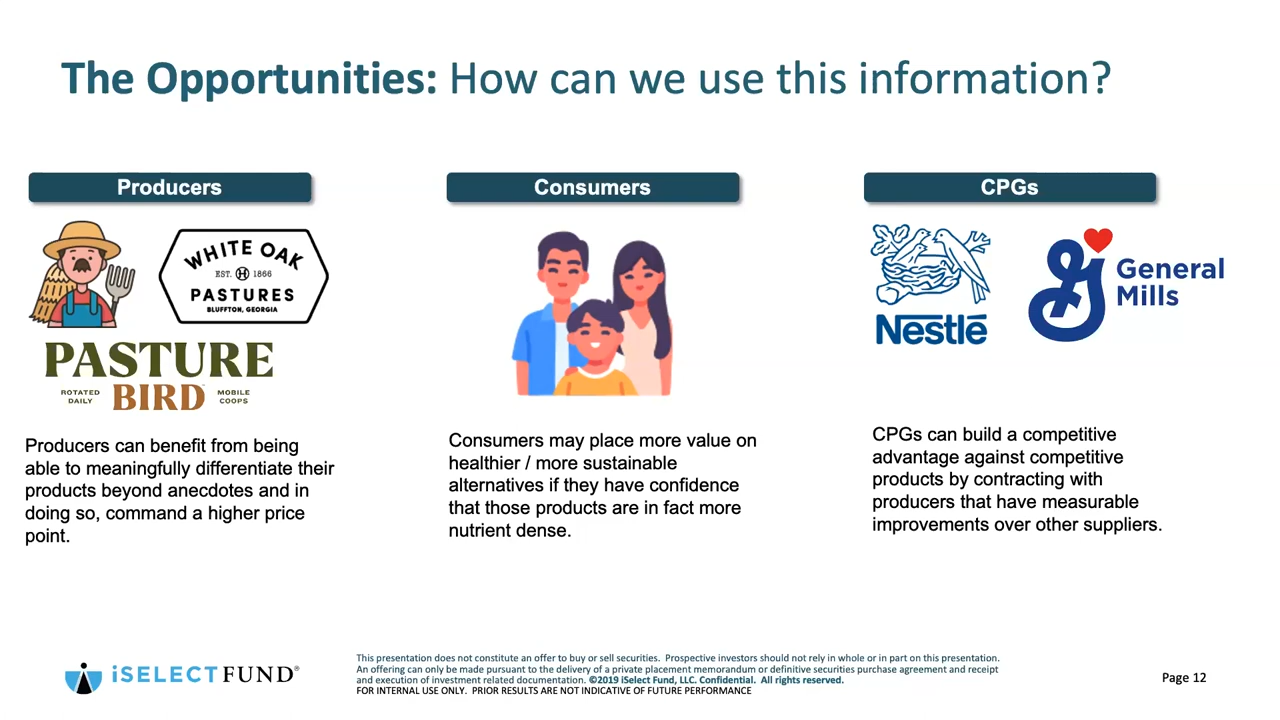 The Opportunities: How can we use this information?
Producers
WHITE OAK
EST. H 1866
PASTURES
BLUFFTON, GEORGIA
PASTURE
ROTATED
DAILY
BIRD
MOBILE
COOPS
Producers can benefit from being
able to meaningfully differentiate their
products beyond anecdotes and in
doing so, command a higher price
point.
Consumers
Consumers may place more value on
healthier / more sustainable
alternatives if they have confidence
that those products are in fact more
nutrient dense.
CPGs
Nestlé
G General
Mills
CPGs can build a competitive
advantage against competitive
products by contracting with
producers that have measurable
improvements over other suppliers.
iSELECTFUND®
This presentation does not constitute an offer to buy or sell securities. Prospective investors should not rely in whole or in part on this presentation.
An offering can only be made pursuant to the delivery of a private placement memorandum or definitive securities purchase agreement and receipt
and execution of investment related documentation. ©2019 iSelect Fund, LLC. Confidential. All rights reserved.
FOR INTERNAL USE ONLY. PRIOR RESULTS ARE NOT INDICATIVE OF FUTURE PERFORMANCE
Page 12